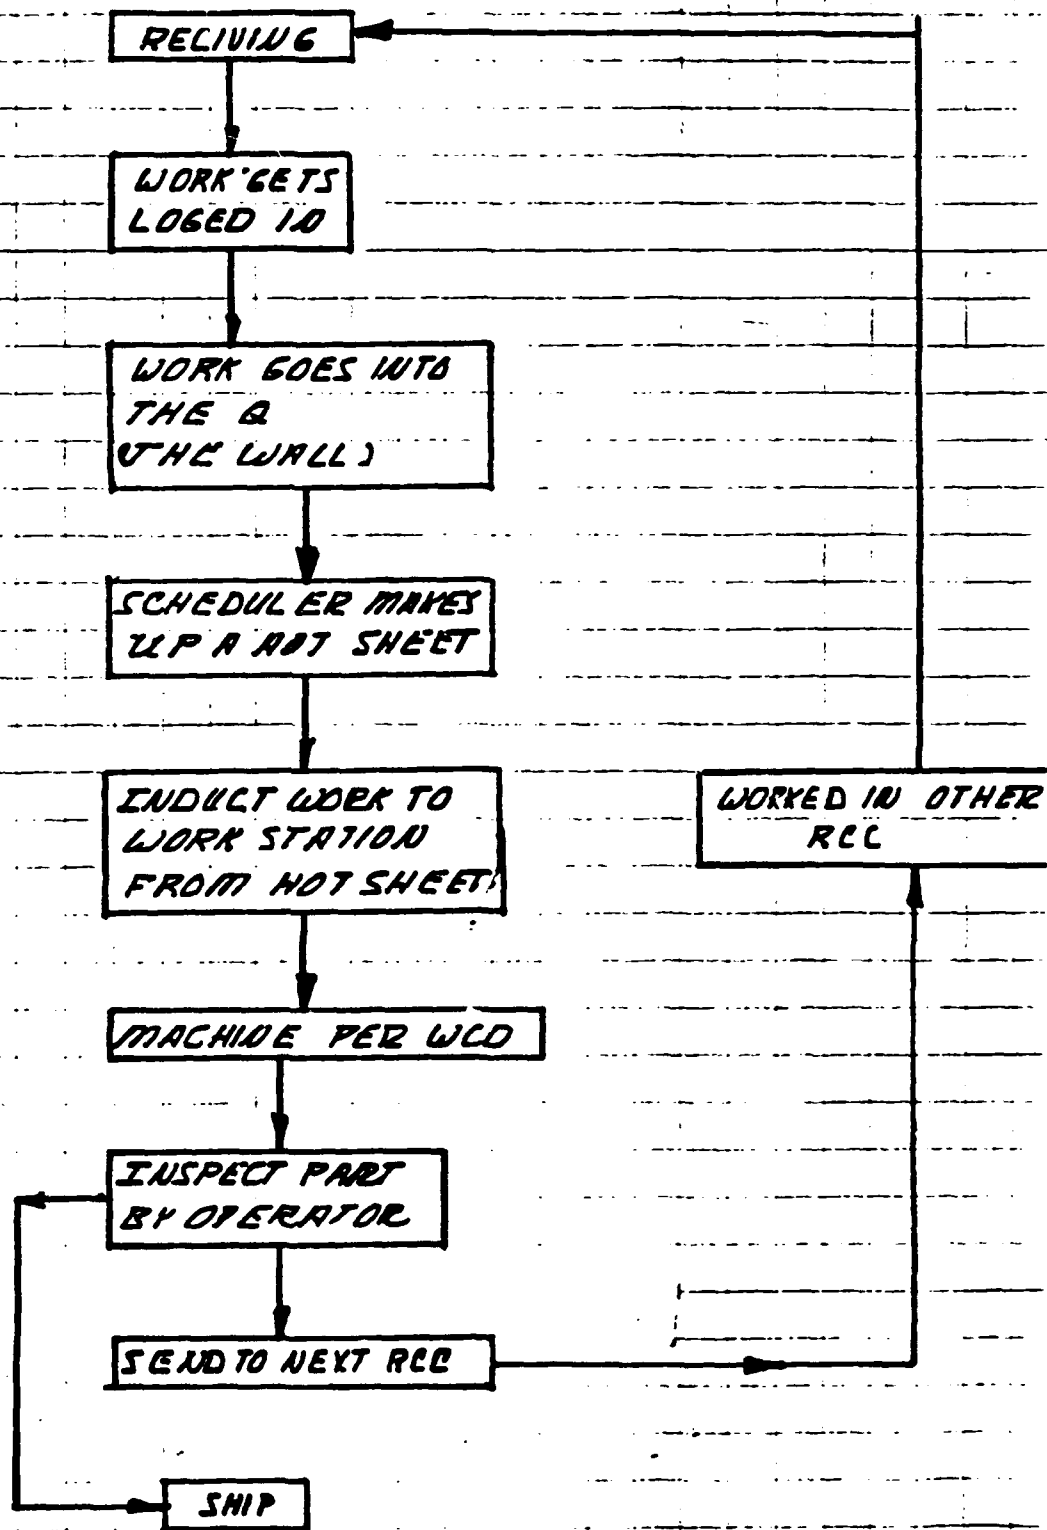 RECIVING
WORK GETS
LOGED IN
WORK GOES INTO
THE Q
(THE WALL)
SCHEDULER MAKES
UP A HOT SHEET
INDUCT WORK TO
WORK STATION
FROM HOT SHEET
MACHINE PER WCD
INSPECT PART
BY OPERATOR
SEND TO NEXT RCC
SHIP
WORKED IN OTHER
RCC